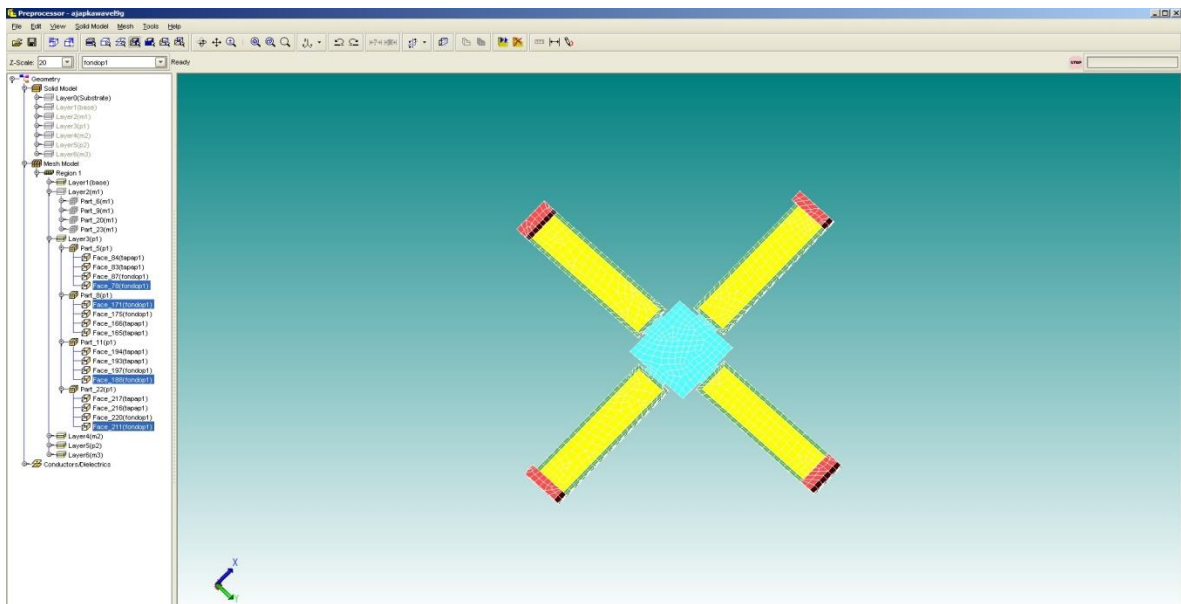 Preprocessor - ajapkawavel9g
File Edit View Solid Model Mesh Tools Help
Z-Scale: 20 fondop1 Ready
STOP
Geometry
Solid Model
Layer0(Substrate)
Layer1(base)
Layer2(m1)
Layer3(p1)
Layer4(m2)
Layer5(p2)
Layer6(m3)
Mesh Model
Region 1
Layer1(base)
Layer2(m1)
Part_6(m1)
Part_9(m1)
Part_20(m1)
Part_23(m1)
Layer3(p1)
Part_5(p1)
Face_84(tapap1)
Face_83(tapap1)
Face_87(fondop1)
Face_78(fondop1)
Part_8(p1)
Face_171(fondop1)
Face_175(fondop1)
Face_166(tapap1)
Face_165(tapap1)
Part_11(p1)
Face_194(tapap1)
Face_193(tapap1)
Face_197(fondop1)
Face_188(fondop1)
Part_22(p1)
Face_217(tapap1)
Face_216(tapap1)
Face_220(fondop1)
Face_211(fondop1)
Layer4(m2)
Layer5(p2)
Layer6(m3)
Conductors/Dielectrics
X
Y